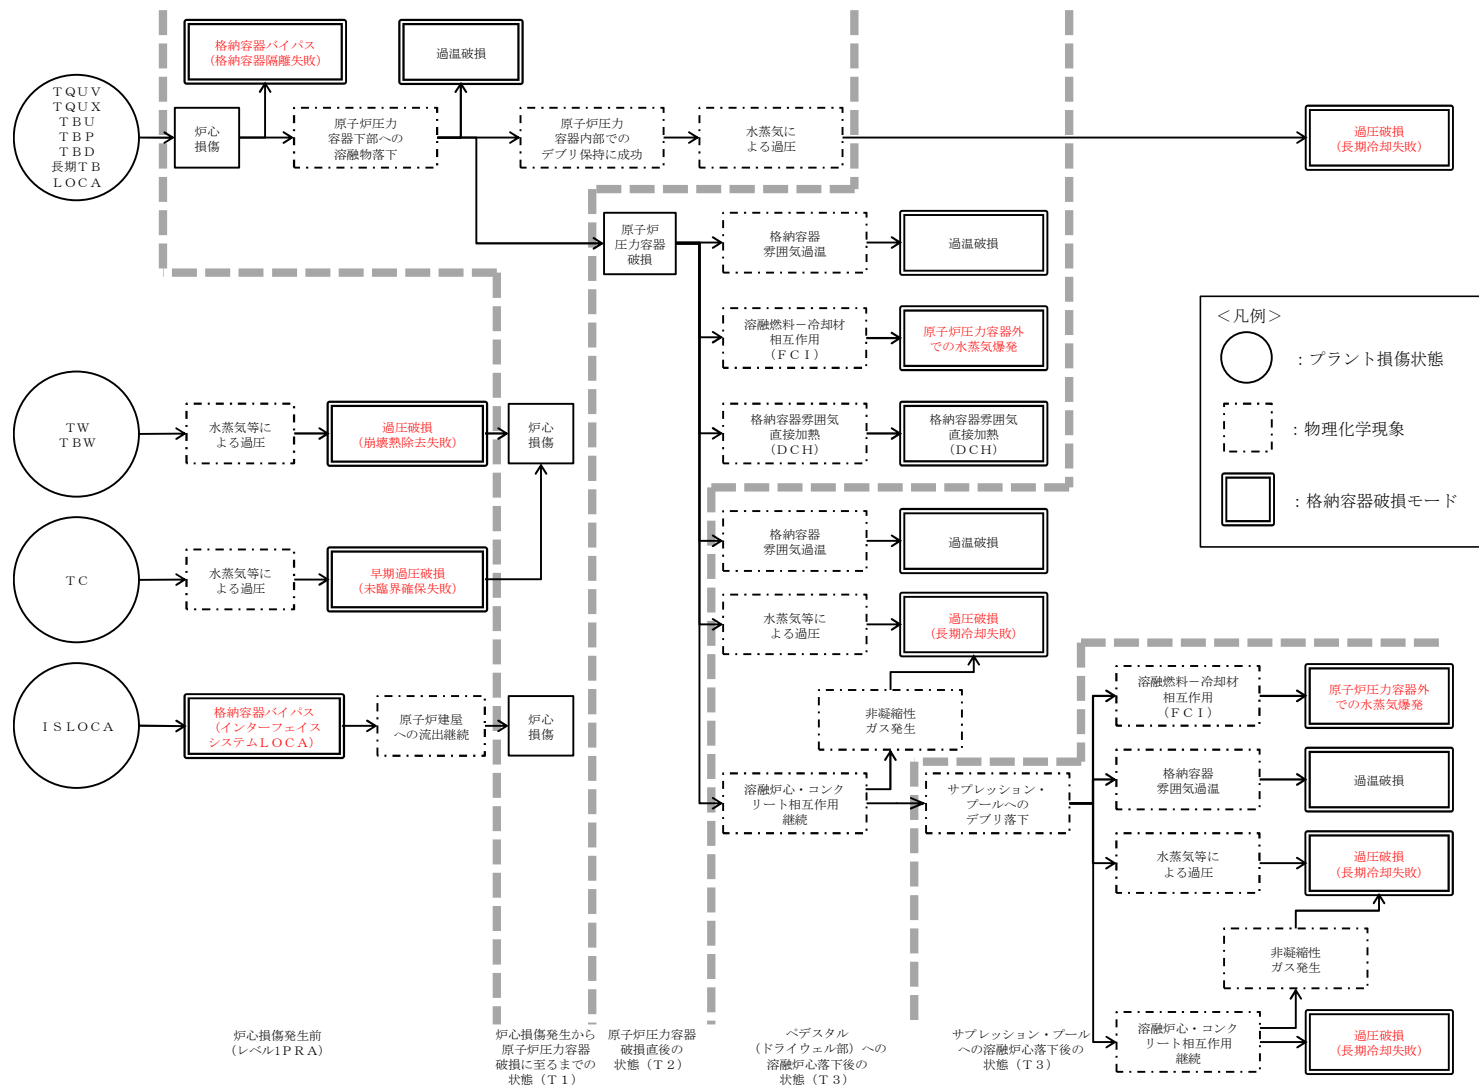 格納容器バイパス
(格納容器隔離失敗)
過温破損
ＴＱＵＶ
ＴＱＵＸ
ＴＢＵ
ＴＢＰ
ＴＢＤ
長期ＴＢ
ＬＯＣＡ
炉心
損傷
原子炉圧力
容器下部への
溶融物落下
原子炉圧力
容器内部での
デブリ保持に成功
水蒸気に
よる過圧
過圧破損
(長期冷却失敗)
原子炉
圧力容器
破損
格納容器
雰囲気過温
過温破損
溶融燃料－冷却材
相互作用
(ＦＣＩ)
原子炉圧力容器外
での水蒸気爆発
格納容器雰囲気
直接加熱
(ＤＣＨ)
格納容器雰囲気
直接加熱
(ＤＣＨ)
＜凡例＞
：プラント損傷状態
：物理化学現象
：格納容器破損モード
ＴＷ
ＴＢＷ
水蒸気等に
よる過圧
過圧破損
(崩壊熱除去失敗)
炉心
損傷
格納容器
雰囲気過温
過温破損
ＴＣ
水蒸気等に
よる過圧
早期過圧破損
(未臨界確保失敗)
水蒸気等に
よる過圧
過圧破損
(長期冷却失敗)
ＩＳＬＯＣＡ
格納容器バイパス
(インターフェイス
システムＬＯＣＡ)
原子炉建屋
への流出継続
炉心
損傷
非凝縮性
ガス発生
溶融炉心・コンク
リート相互作用
継続
サプレッション・
プールへの
デブリ落下
溶融燃料－冷却材
相互作用
(ＦＣＩ)
原子炉圧力容器外
での水蒸気爆発
格納容器
雰囲気過温
過温破損
水蒸気等に
よる過圧
過圧破損
(長期冷却失敗)
非凝縮性
ガス発生
溶融炉心・コンク
リート相互作用
継続
過圧破損
(長期冷却失敗)
炉心損傷発生前
(レベル1ＰＲＡ)
炉心損傷発生から
原子炉圧力容器
破損に至るまでの
状態（Ｔ１）
原子炉圧力容器
破損直後の
状態（Ｔ２）
ペデスタル
（ドライウェル部）への
溶融炉心落下後の
状態（Ｔ３）
サプレッション・プール
への溶融炉心落下後の
状態（Ｔ３）